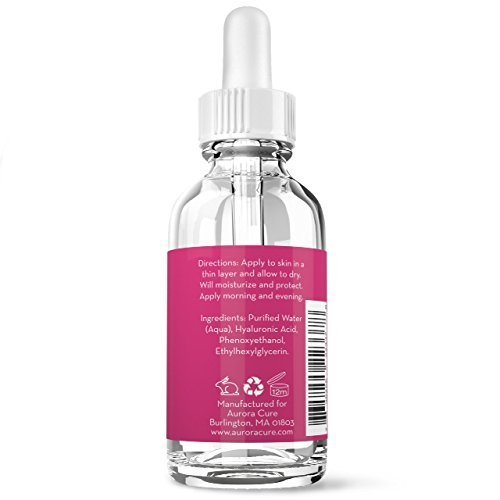 Directions: Apply to skin in a
thin layer and allow to dry.
Will moisturize and protect.
Apply morning and evening.
Ingredients: Purified Water
(Aqua), Hyaluronic Acid,
Phenoxyethanol,
Ethylhexylglycerin.
12m
Manufactured for
Aurora Cure
Burlington, MA 01803
www.auroracure.com